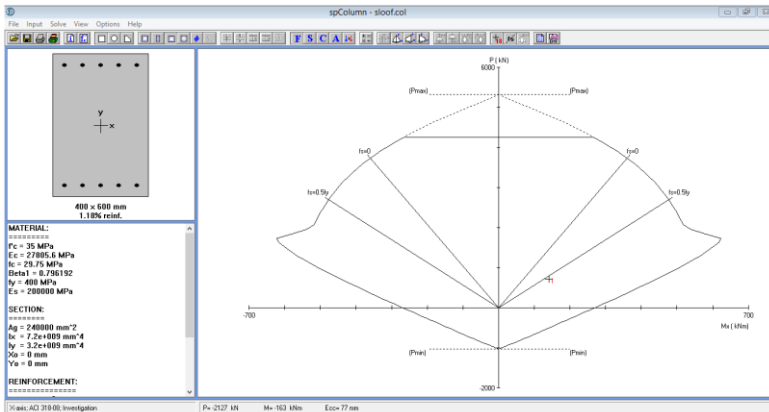 spColumn - sloof.col
File Input Solve View Options Help
F S C A
y
x
400 x 600 mm
1.18% reinf.
MATERIAL:
=========
f'c = 35 MPa
Ec = 27805.6 MPa
fc = 29.75 MPa
Beta1 = 0.796192
fy = 400 MPa
Es = 200000 MPa
SECTION:
========
Ag = 240000 mm^2
Ix = 7.2e+009 mm^4
Iy = 3.2e+009 mm^4
Xo = 0 mm
Yo = 0 mm
REINFORCEMENT:
P ( kN)
6000
(Pmax)
(Pmax)
fs=0
fs=0
fs=0.5fy
fs=0.5fy
1
-700
700
Mx ( kNm)
(Pmin)
(Pmin)
-2000
X-axis; ACI 318-08; Investigation
P= -2127 kN M= -163 kNm Ecc= 77 mm